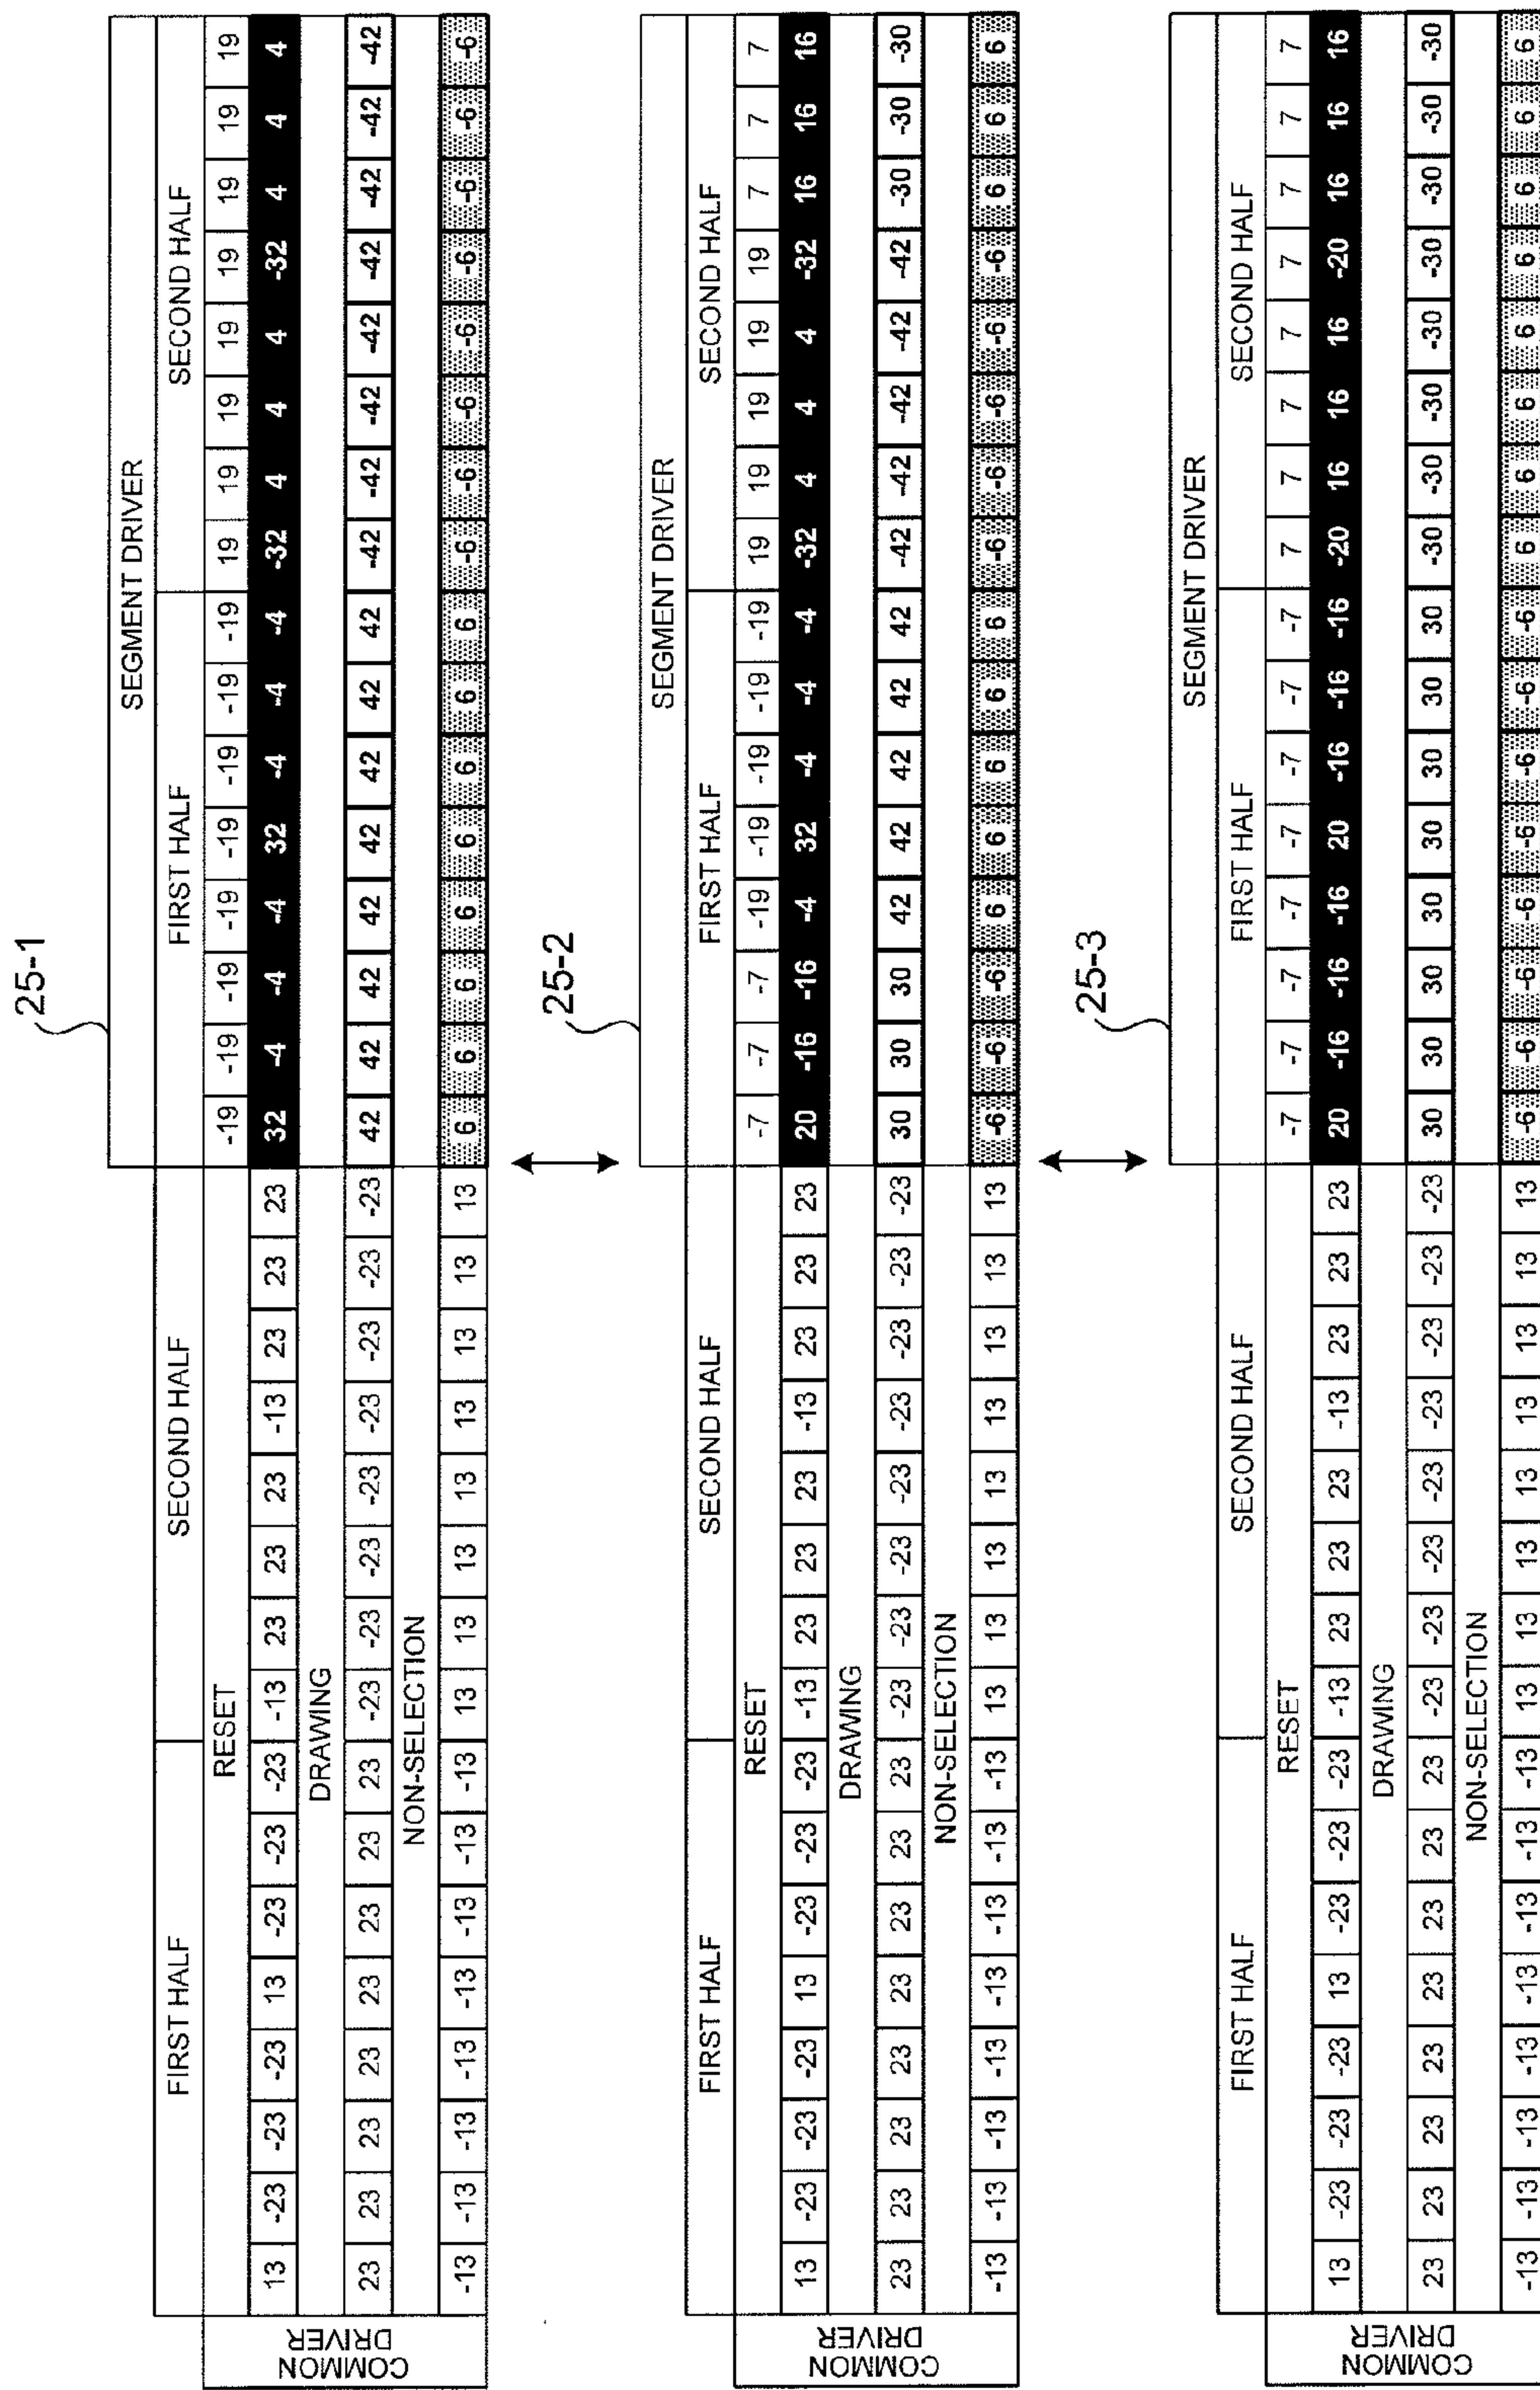 25-1
SEGMENT DRIVER
FIRST HALF SECOND HALF FIRST HALF SECOND HALF
RESET -19 -19 -19 -19 -19 -19 -19 -19 19 19 19 19 19 19 19 19
13 -23 -23 -23 13 -23 -23 -23 -13 23 23 23 -13 23 23 23 32 -4 -4 -4 32 -4 -4 -4 -32 4 4 4 -32 4 4 4
DRAWING
23 23 23 23 23 23 23 23 -23 -23 -23 -23 -23 -23 -23 -23 42 42 42 42 42 42 42 42 -42 -42 -42 -42 -42 -42 -42 -42
NON-SELECTION
-13 -13 -13 -13 -13 -13 -13 -13 13 13 13 13 13 13 13 13 6 6 6 6 6 6 6 6 -6 -6 -6 -6 -6 -6 -6 -6
COMMON
DRIVER
25-2
SEGMENT DRIVER
FIRST HALF SECOND HALF FIRST HALF SECOND HALF
RESET -7 -7 -7 -19 -19 -19 -19 -19 19 19 19 19 19 7 7 7
13 -23 -23 -23 13 -23 -23 -23 -13 23 23 23 -13 23 23 23 20 -16 -16 -4 32 -4 -4 -4 -32 4 4 4 -32 16 16 16
DRAWING
23 23 23 23 23 23 23 23 -23 -23 -23 -23 -23 -23 -23 -23 30 30 30 42 42 42 42 42 -42 -42 -42 -42 -42 -30 -30 -30
NON-SELECTION
-13 -13 -13 -13 -13 -13 -13 -13 13 13 13 13 13 13 13 13 -6 -6 -6 6 6 6 6 6 -6 -6 -6 -6 -6 6 6 6
COMMON
DRIVER
25-3
SEGMENT DRIVER
FIRST HALF SECOND HALF FIRST HALF SECOND HALF
RESET -7 -7 -7 -7 -7 -7 -7 -7 7 7 7 7 7 7 7 7
13 -23 -23 -23 13 -23 -23 -23 -13 23 23 23 -13 23 23 23 20 -16 -16 -16 20 -16 -16 -16 -20 16 16 16 -20 16 16 16
DRAWING
23 23 23 23 23 23 23 23 -23 -23 -23 -23 -23 -23 -23 -23 30 30 30 30 30 30 30 30 -30 -30 -30 -30 -30 -30 -30 -30
NON-SELECTION
-13 -13 -13 -13 -13 -13 -13 -13 13 13 13 13 13 13 13 13 -6 -6 -6 -6 -6 -6 -6 -6 6 6 6 6 6 6 6 6
COMMON
DRIVER